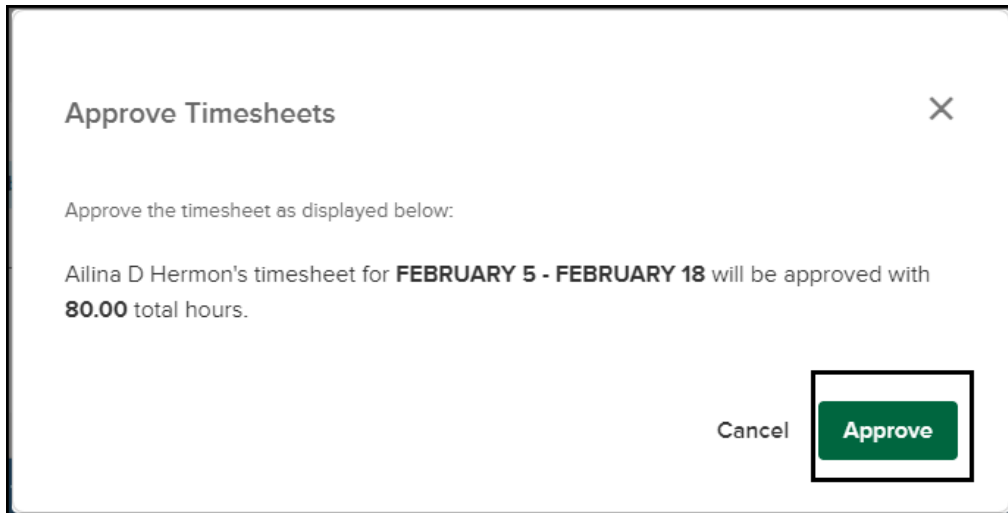 Approve Timesheets
Approve the timesheet as displayed below:
Ailina D Hermon's timesheet for FEBRUARY 5 - FEBRUARY 18 will be approved with
80.00 total hours.
Cancel
Approve